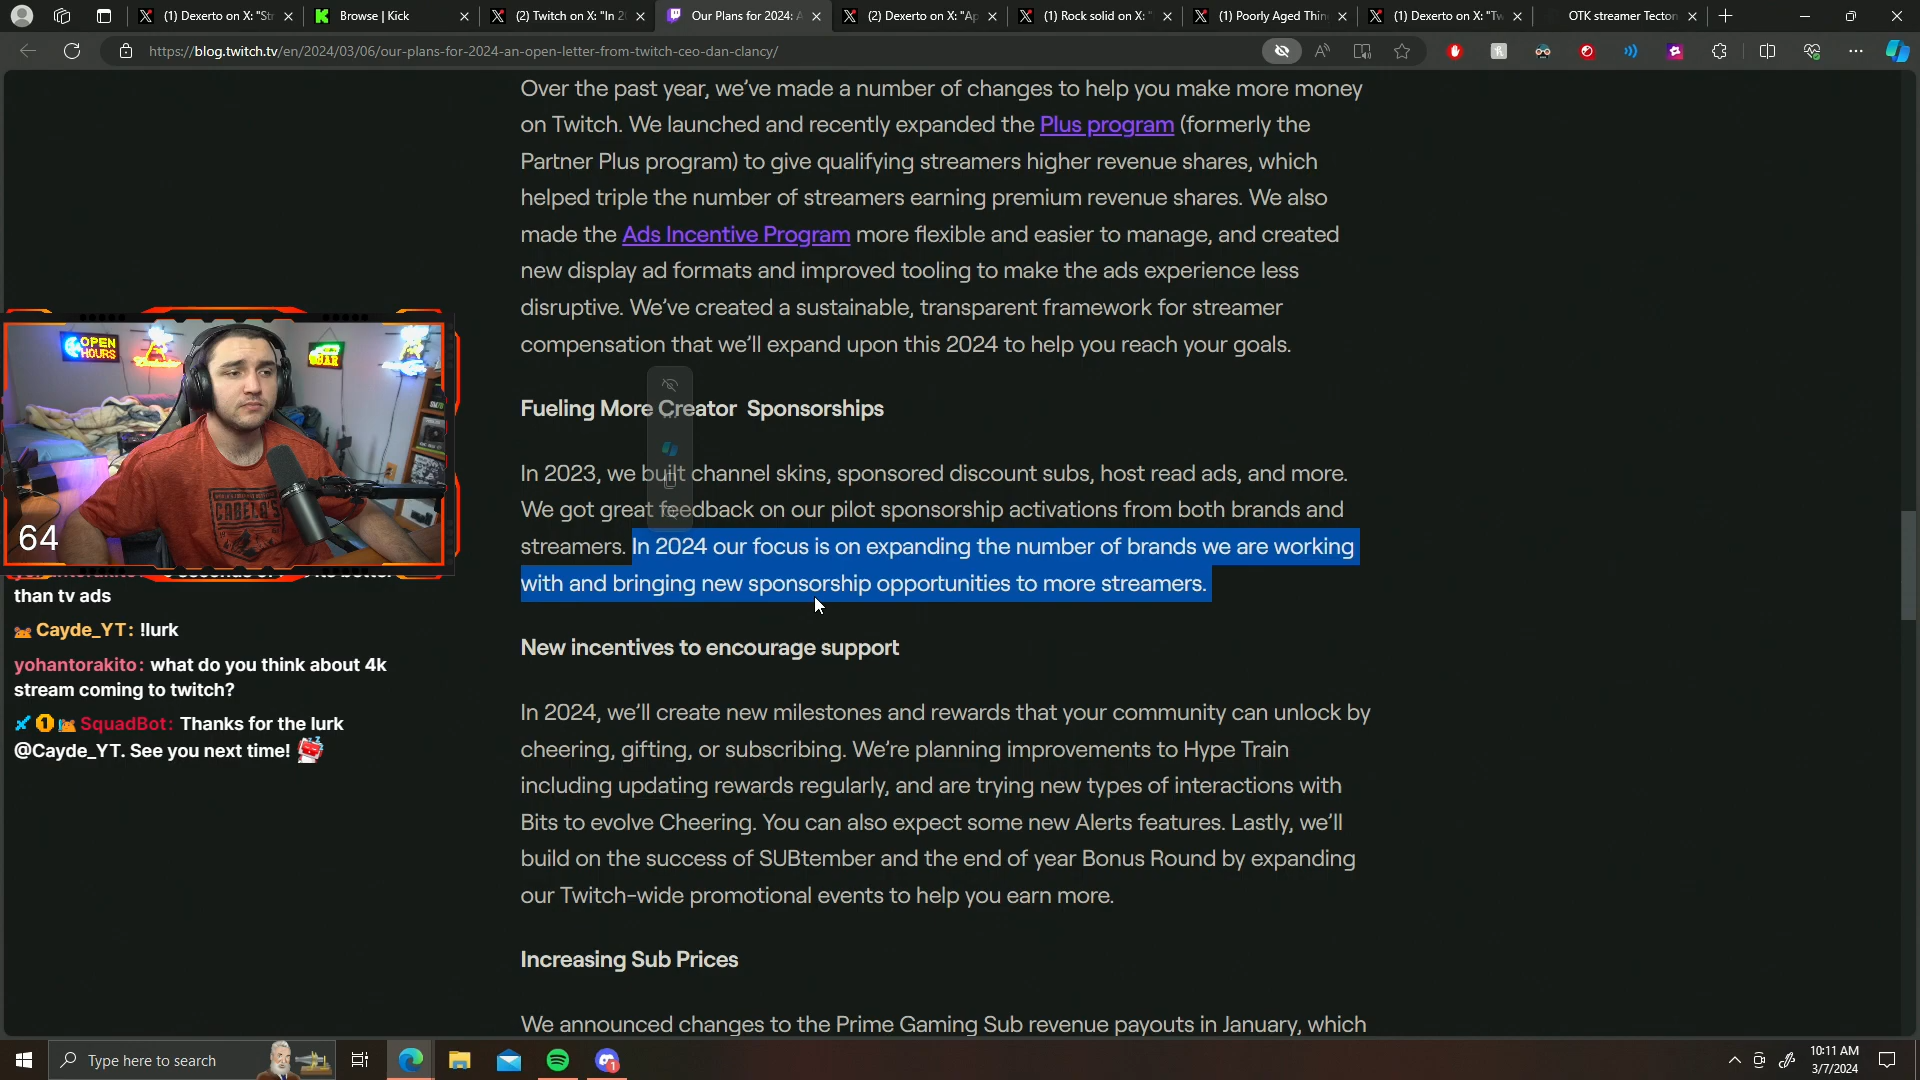 (1) Dexerto on X: "St
Browse | Kick
(2) Twitch on X: "In 2
Our Plans for 2024: A
(2) Dexerto on X: "Ap
(1) Rock solid on X: "
(1) Poorly Aged Thin
(1) Dexerto on X: "Tw
OTK streamer Tecton
https://blog.twitch.tv/en/2024/03/06/our-plans-for-2024-an-open-letter-from-twitch-ceo-dan-clancy/
Over the past year, we’ve made a number of changes to help you make more money
on Twitch. We launched and recently expanded the Plus program (formerly the
Partner Plus program) to give qualifying streamers higher revenue shares, which
helped triple the number of streamers earning premium revenue shares. We also
made the Ads Incentive Program more flexible and easier to manage, and created
new display ad formats and improved tooling to make the ads experience less
disruptive. We’ve created a sustainable, transparent framework for streamer
compensation that we’ll expand upon this 2024 to help you reach your goals.
Fueling More Creator Sponsorships
In 2023, we built channel skins, sponsored discount subs, host read ads, and more.
We got great feedback on our pilot sponsorship activations from both brands and
streamers. In 2024 our focus is on expanding the number of brands we are working
with and bringing new sponsorship opportunities to more streamers.
New incentives to encourage support
In 2024, we’ll create new milestones and rewards that your community can unlock by
cheering, gifting, or subscribing. We’re planning improvements to Hype Train
including updating rewards regularly, and are trying new types of interactions with
Bits to evolve Cheering. You can also expect some new Alerts features. Lastly, we’ll
build on the success of SUBtember and the end of year Bonus Round by expanding
our Twitch-wide promotional events to help you earn more.
Increasing Sub Prices
We announced changes to the Prime Gaming Sub revenue payouts in January, which
OPEN
HOURS
CABELA'S
64
than tv ads
Cayde_YT: !lurk
yohantorakito: what do you think about 4k
stream coming to twitch?
1 SquadBot: Thanks for the lurk
@Cayde_YT. See you next time!
Type here to search
1
10:11 AM
3/7/2024